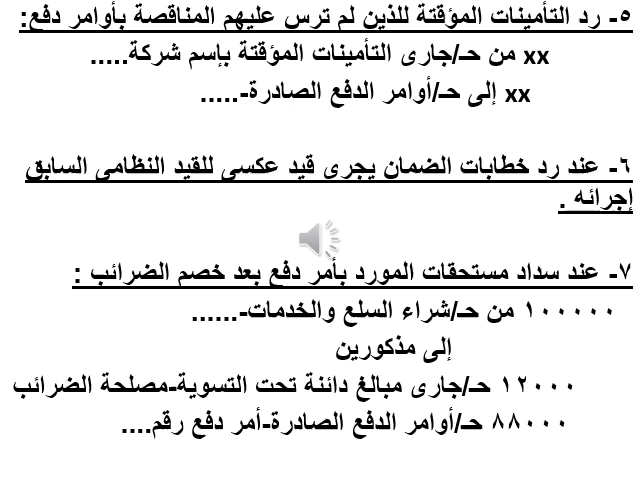 ٥- رد التأمينات المؤقتة للذين لم ترس عليهم المناقصة بأوامر دفع:
xx من حـ/جارى التأمينات المؤقتة بإسم شركة.....
xx إلى حـ/أوامر الدفع الصادرة-.....
٦- عند رد خطابات الضمان يجرى قيد عكسى للقيد النظامى السابق
إجرائه .
٧- عند سداد مستحقات المورد بأمر دفع بعد خصم الضرائب :
١٠٠٠٠٠ من حـ/شراء السلع والخدمات-......
إلى مذكورين
١٢٠٠٠ حـ/جارى مبالغ دائنة تحت التسوية-مصلحة الضرائب
٨٨٠٠٠ حـ/أوامر الدفع الصادرة-أمر دفع رقم....